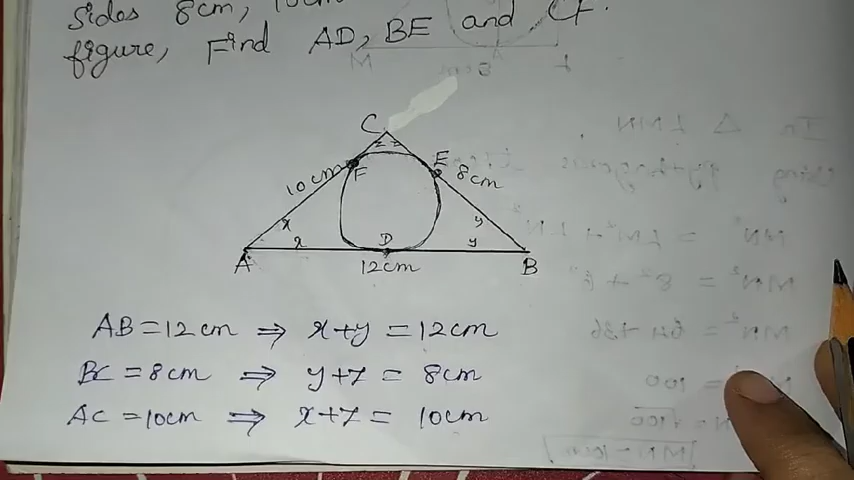 sides 8cm, 10cm
figure, Find AD, BE and CF.
C
z z
F
E
10cm
8cm
x
y
x
D
y
A
12cm
B
AB = 12cm ⇒ x+y = 12cm
BC = 8cm ⇒ y+z = 8cm
AC = 10cm ⇒ x+z = 10cm